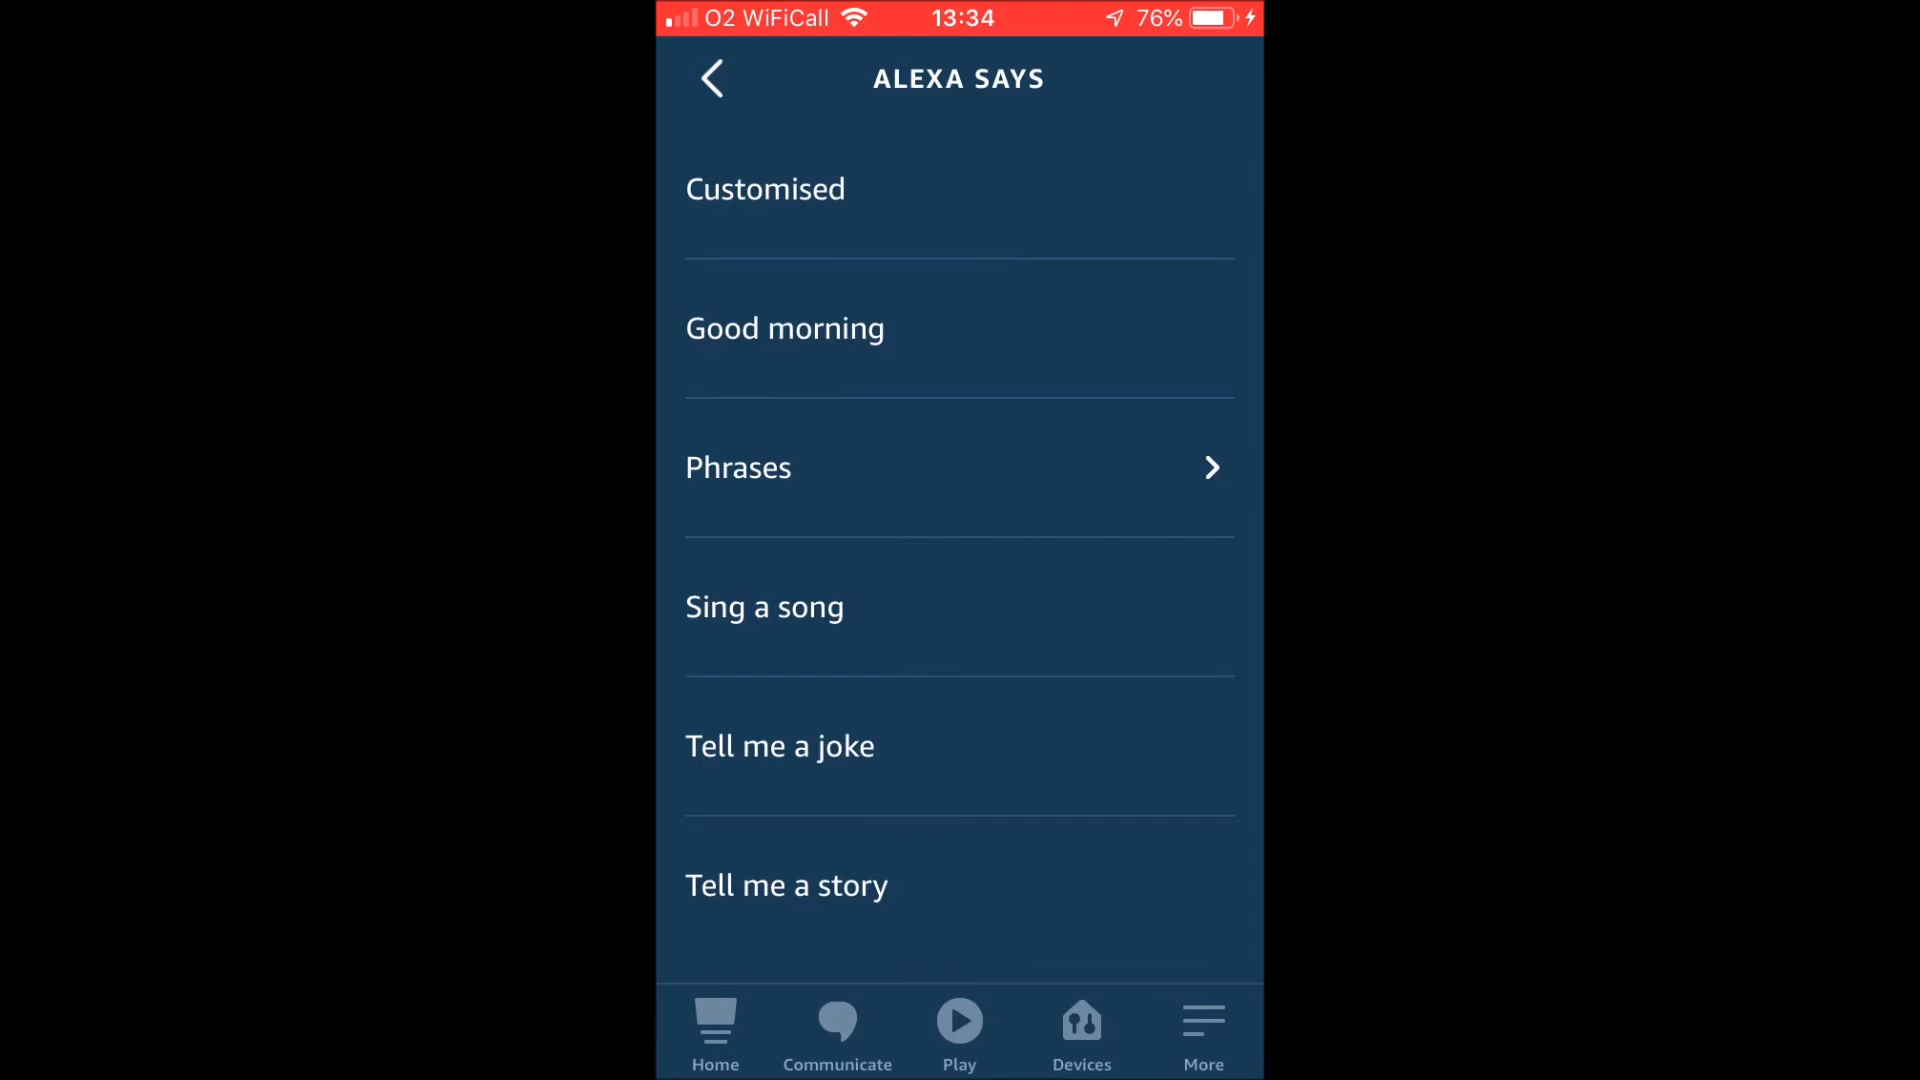 O2 WiFiCall 13:34 76%
ALEXA SAYS
Customised
Good morning
Phrases
Sing a song
Tell me a joke
Tell me a story
Home Communicate Play Devices More